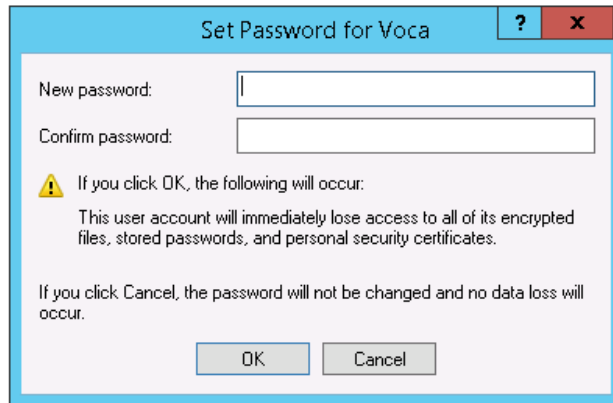 Set Password for Voca
? x
New password:
Confirm password:
If you click OK, the following will occur:
This user account will immediately lose access to all of its encrypted
files, stored passwords, and personal security certificates.
If you click Cancel, the password will not be changed and no data loss will
occur.
OK Cancel